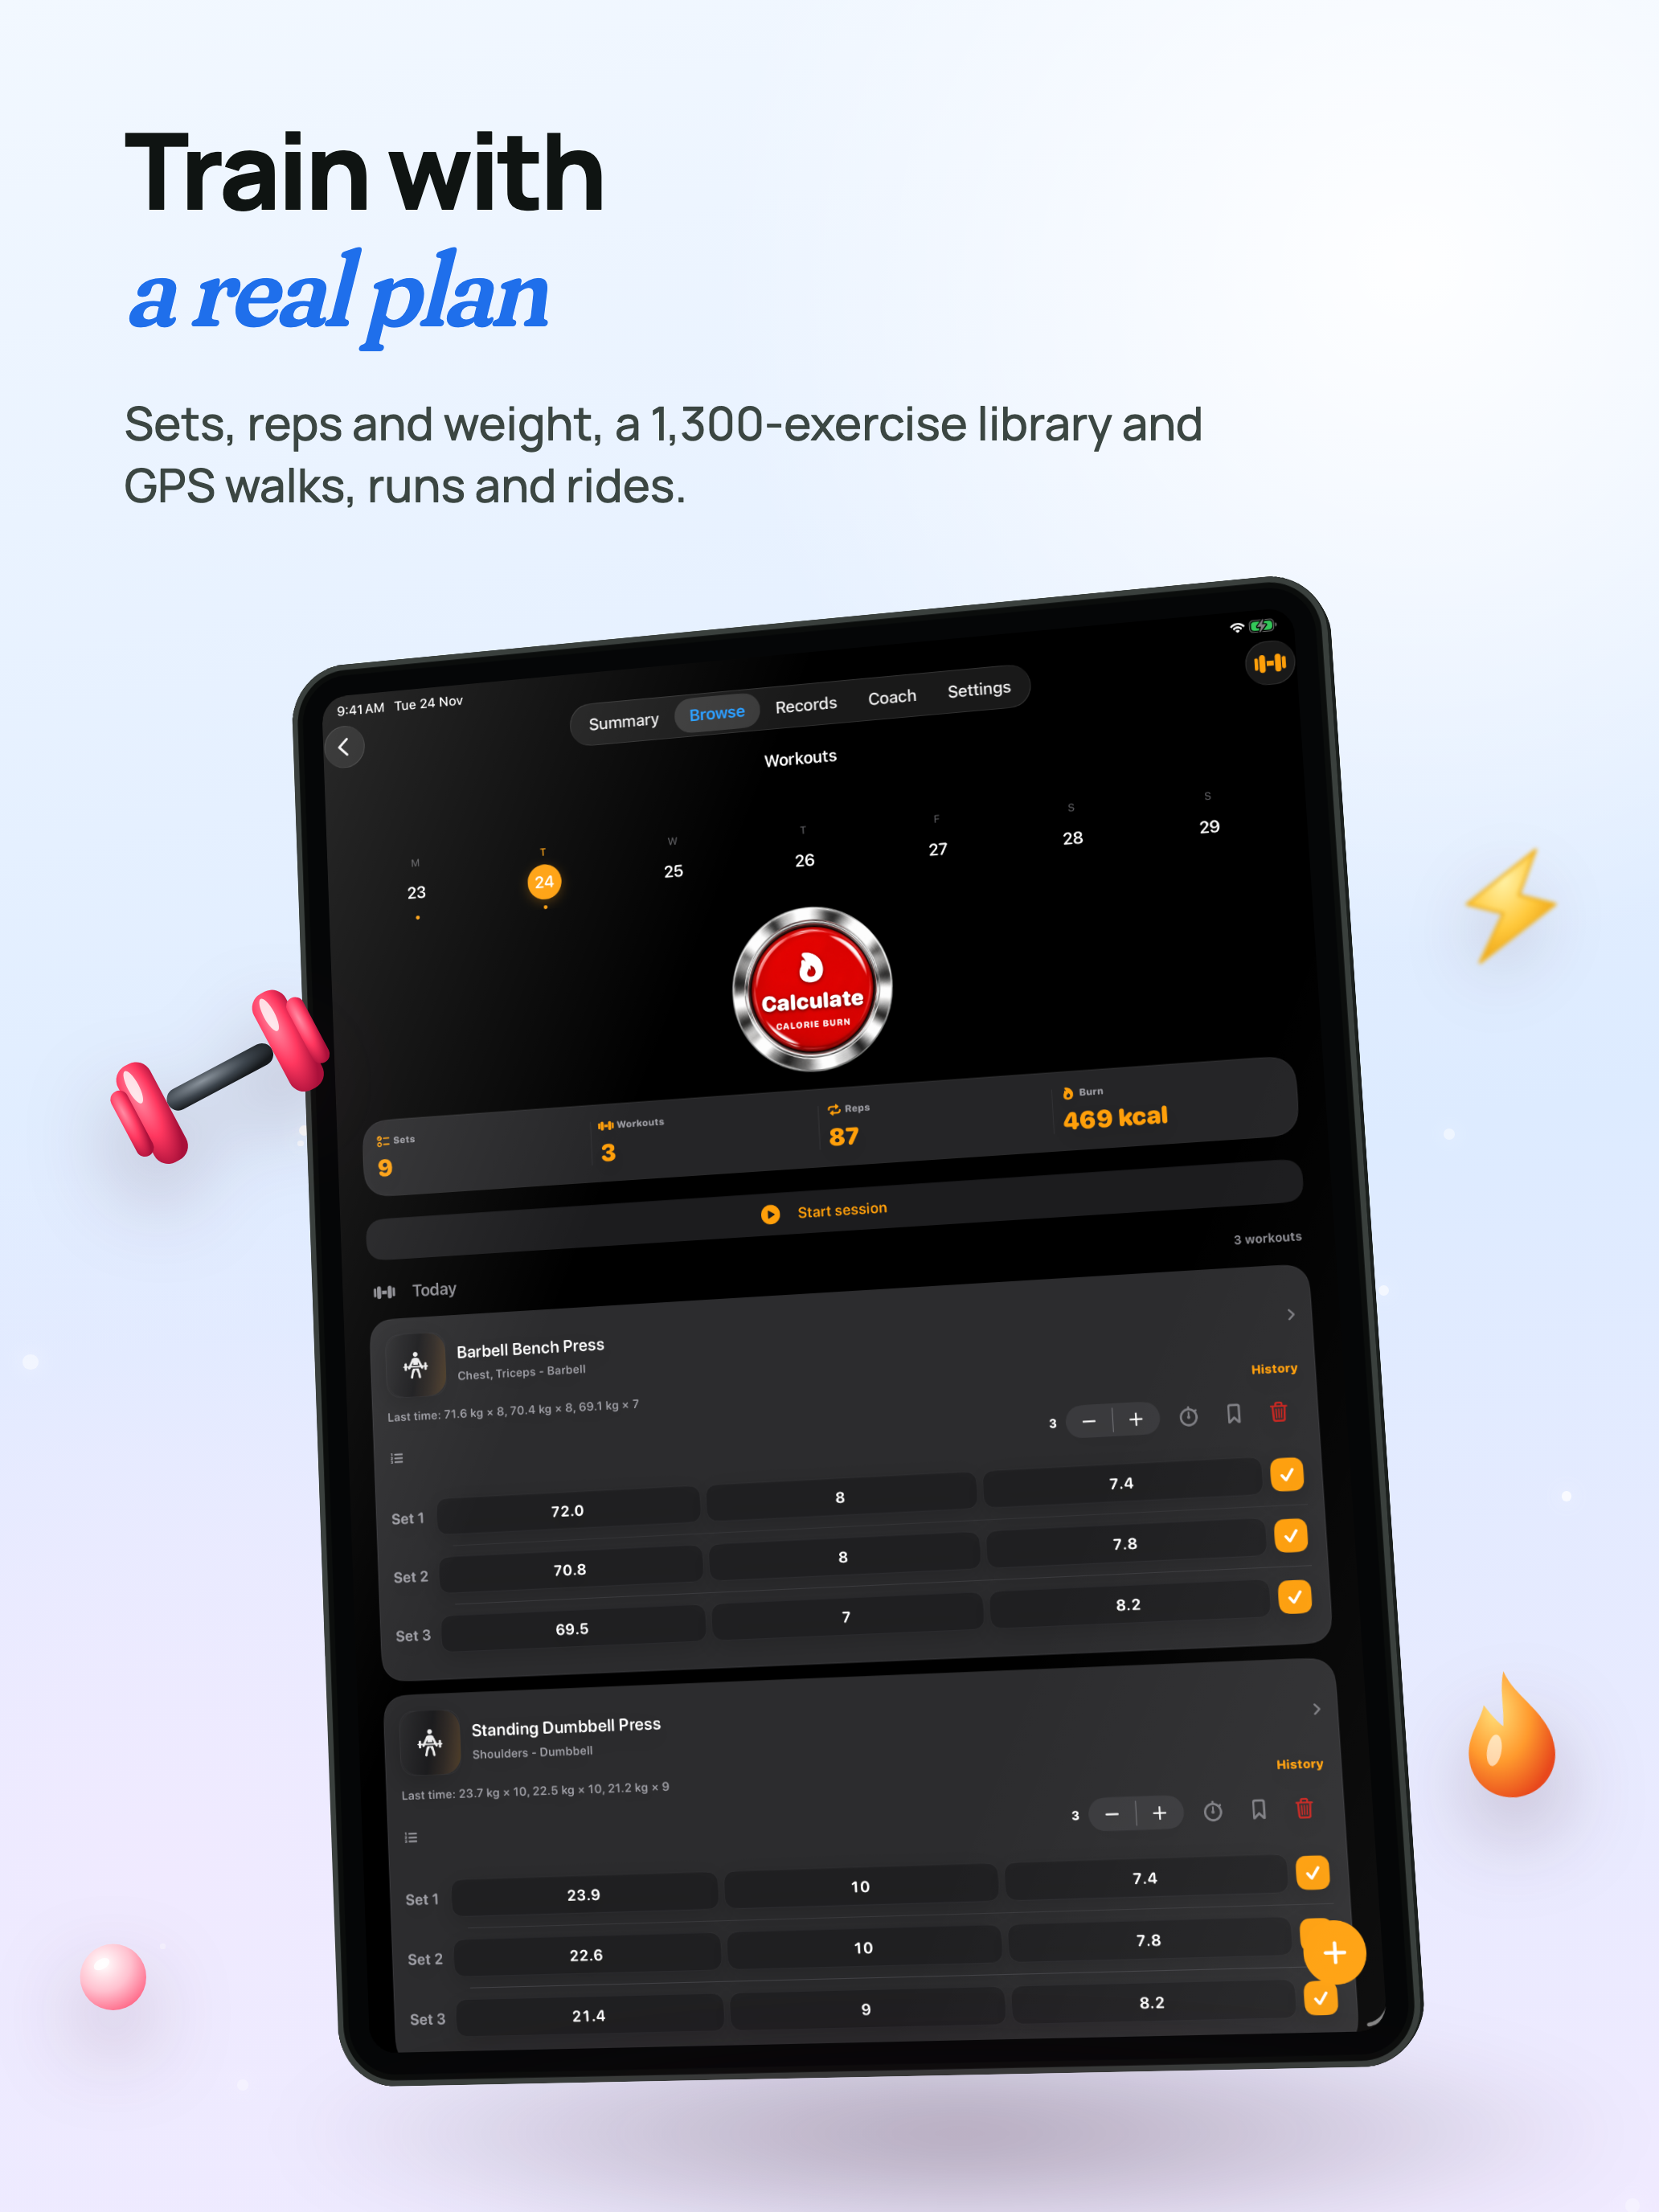 Train with
a real plan
Sets, reps and weight, a 1,300-exercise library and
GPS walks, runs and rides.
9:41 AM Tue 24 Nov
Summary Browse Records Coach Settings
Workouts
M T W T F S S
23 24 25 26 27 28 29
Calculate
CALORIE BURN
Sets Workouts Reps Burn
9 3 87 469 kcal
Start session
Today 3 workouts
Barbell Bench Press
Chest, Triceps - Barbell
History
Last time: 71.6 kg × 8, 70.4 kg × 8, 69.1 kg × 7
3
Set 1 72.0 8 7.4
Set 2 70.8 8 7.8
Set 3 69.5 7 8.2
Standing Dumbbell Press
Shoulders - Dumbbell
History
Last time: 23.7 kg × 10, 22.5 kg × 10, 21.2 kg × 9
3
Set 1 23.9 10 7.4
Set 2 22.6 10 7.8
Set 3 21.4 9 8.2